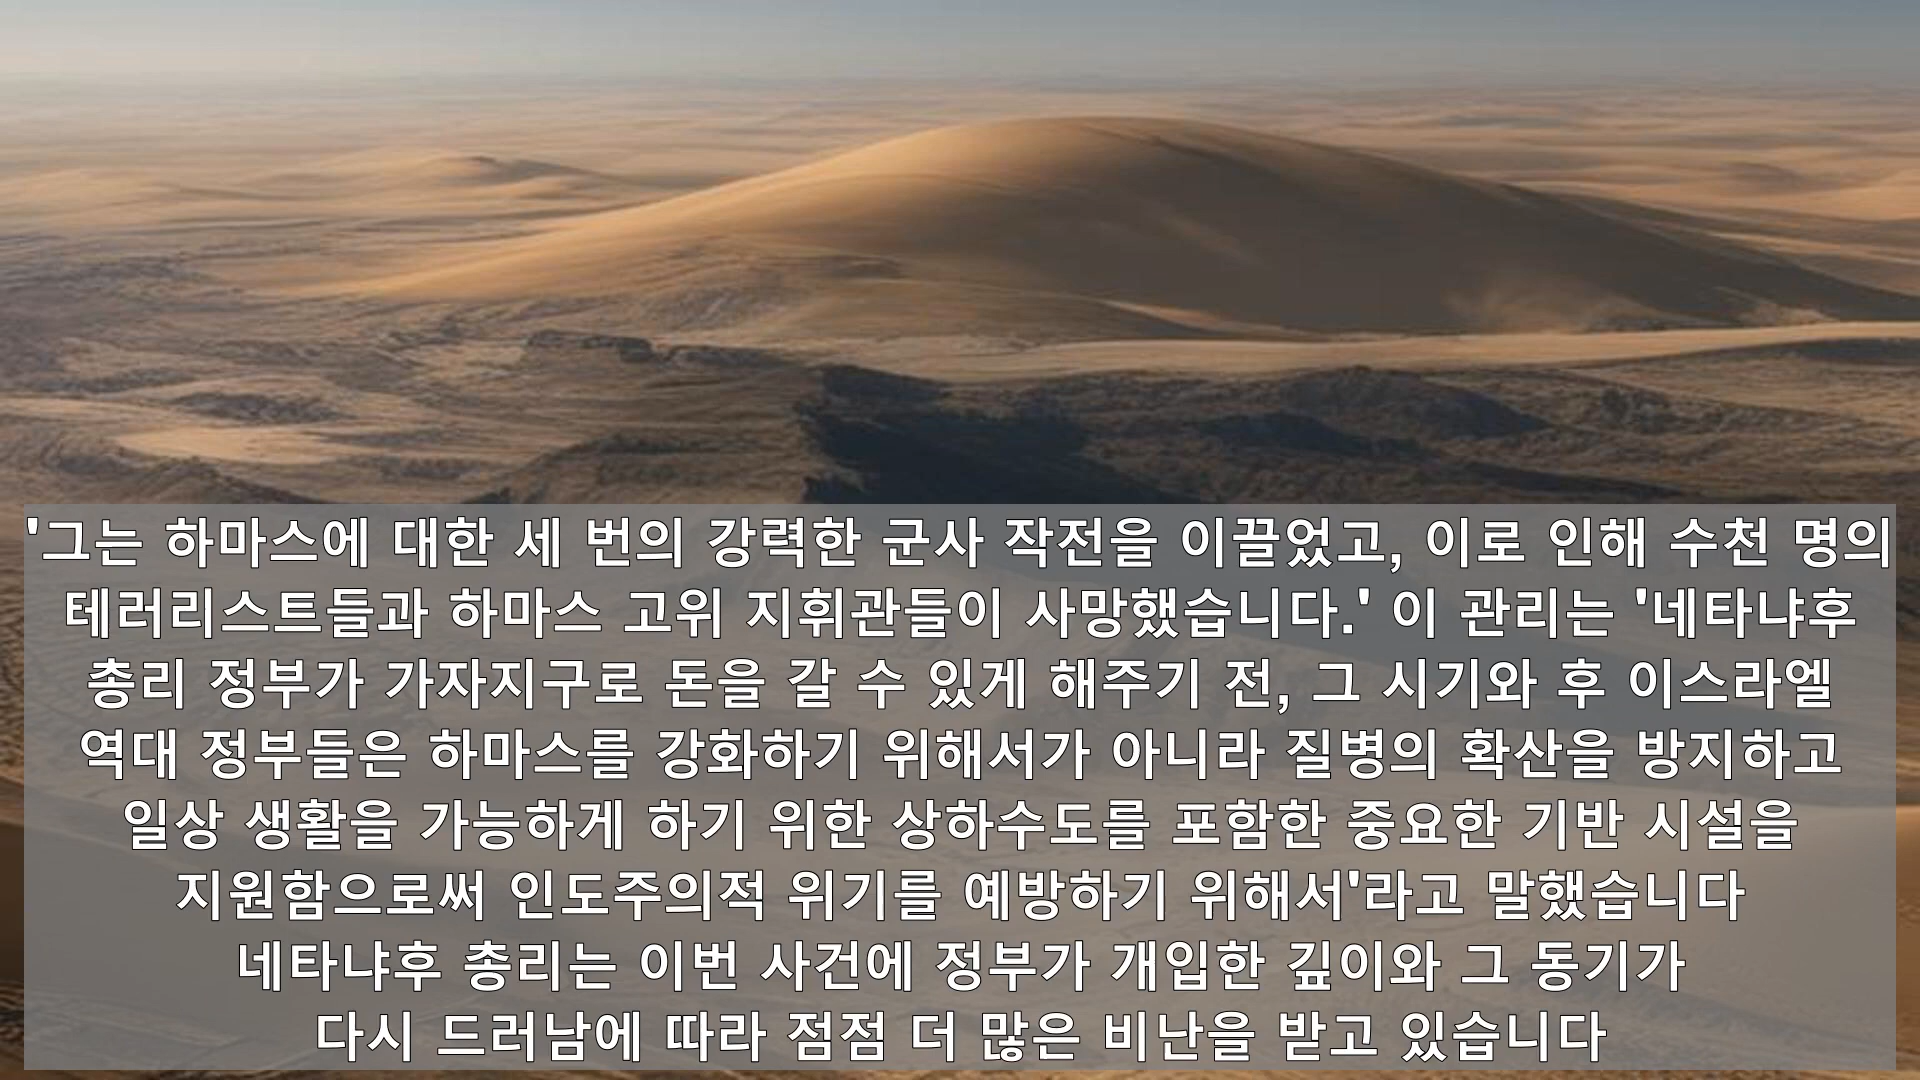 '그는 하마스에 대한 세 번의 강력한 군사 작전을 이끌었고, 이로 인해 수천 명의
테러리스트들과 하마스 고위 지휘관들이 사망했습니다.' 이 관리는 '네타냐후
총리 정부가 가자지구로 돈을 갈 수 있게 해주기 전, 그 시기와 후 이스라엘
역대 정부들은 하마스를 강화하기 위해서가 아니라 질병의 확산을 방지하고
일상 생활을 가능하게 하기 위한 상하수도를 포함한 중요한 기반 시설을
지원함으로써 인도주의적 위기를 예방하기 위해서'라고 말했습니다
네타냐후 총리는 이번 사건에 정부가 개입한 깊이와 그 동기가
다시 드러남에 따라 점점 더 많은 비난을 받고 있습니다